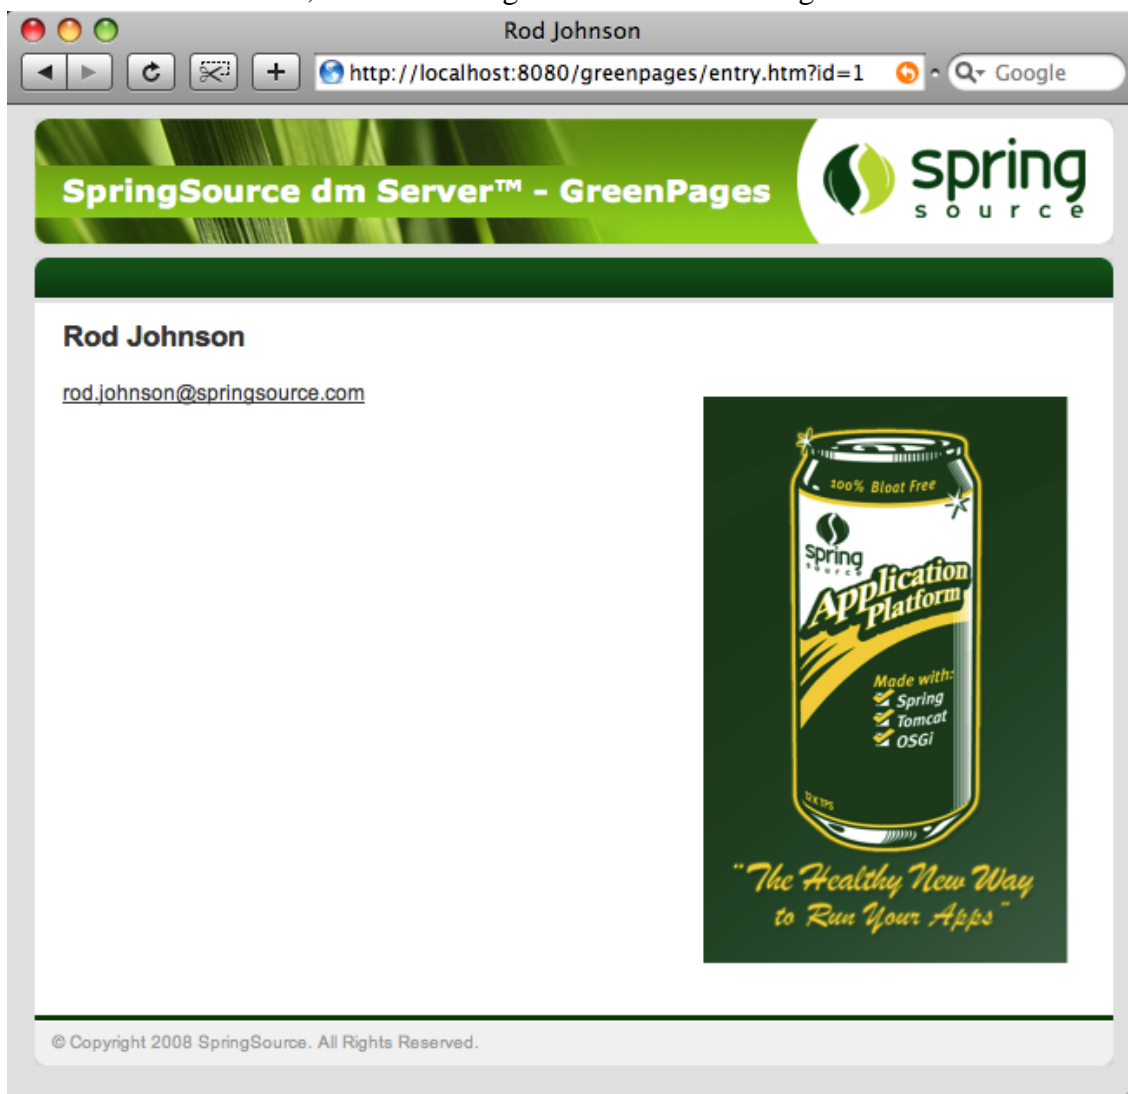 Rod Johnson
http://localhost:8080/greenpages/entry.htm?id=1
Google
SpringSource dm Server™ - GreenPages
spring
source
Rod Johnson
rod.johnson@springsource.com
100% Bloat Free
spring
source
Application
Platform
Made with:
Spring
Tomcat
OSGi
12X TPS
"The Healthy New Way
to Run Your Apps"
© Copyright 2008 SpringSource. All Rights Reserved.